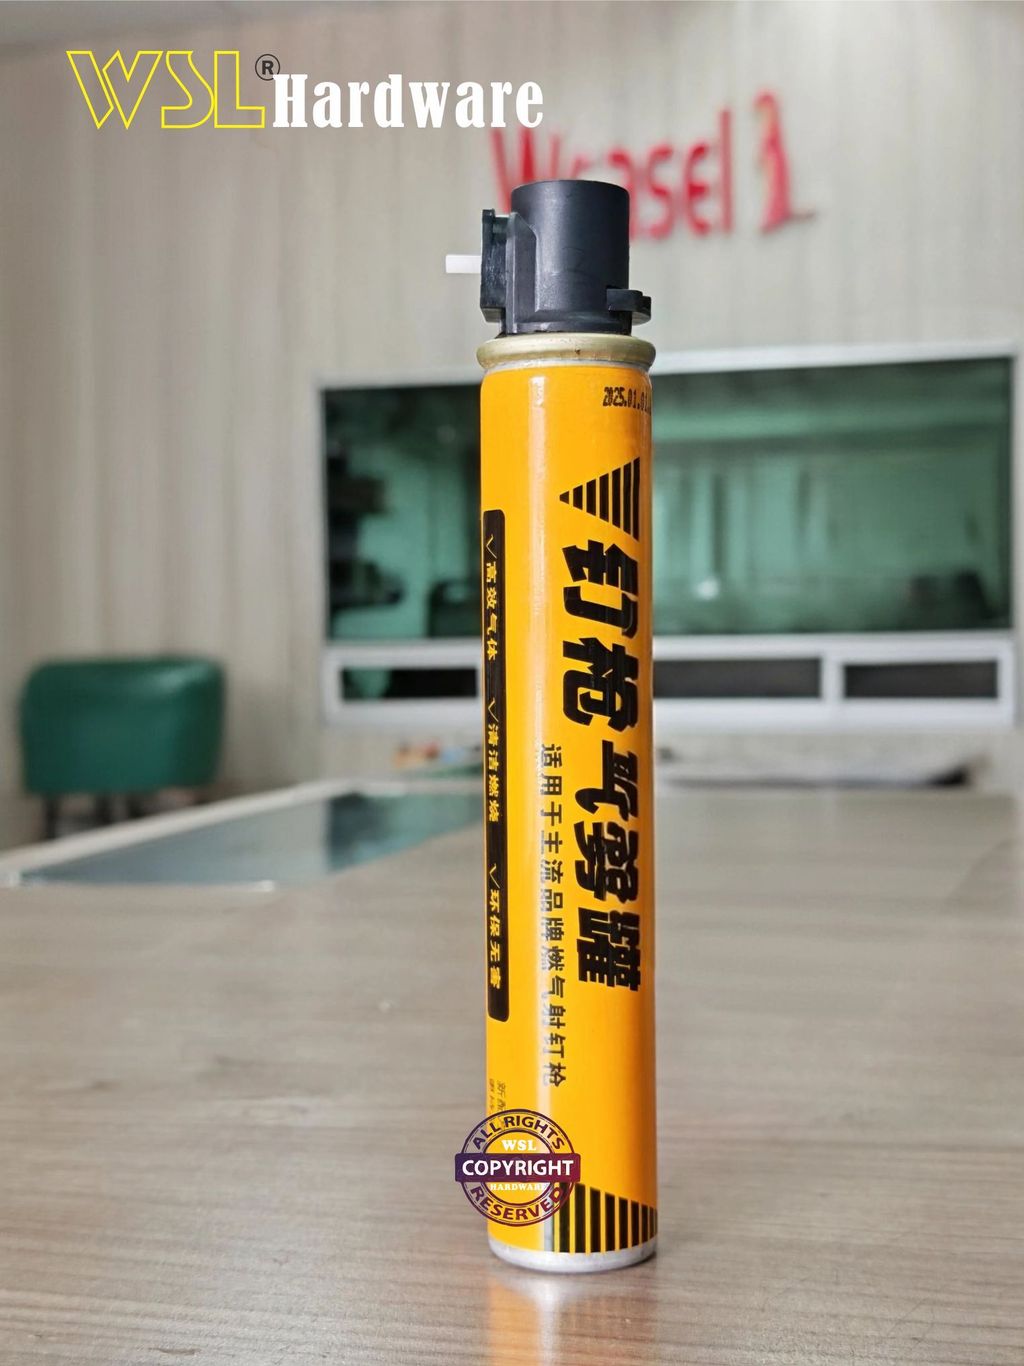 WSL® Hardware
Weasel
2025.01.0
钉枪气雾罐
适用于主流品牌燃气射钉枪
√高效气体 √清洁燃烧 √环保无害
ALL RIGHTS
WSL
COPYRIGHT
HARDWARE
RESERVED